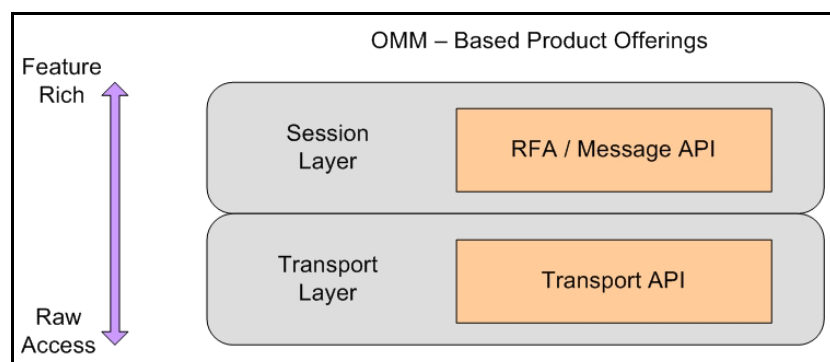 OMM – Based Product Offerings
Feature
Rich
Session
Layer
RFA / Message API
Transport
Layer
Transport API
Raw
Access